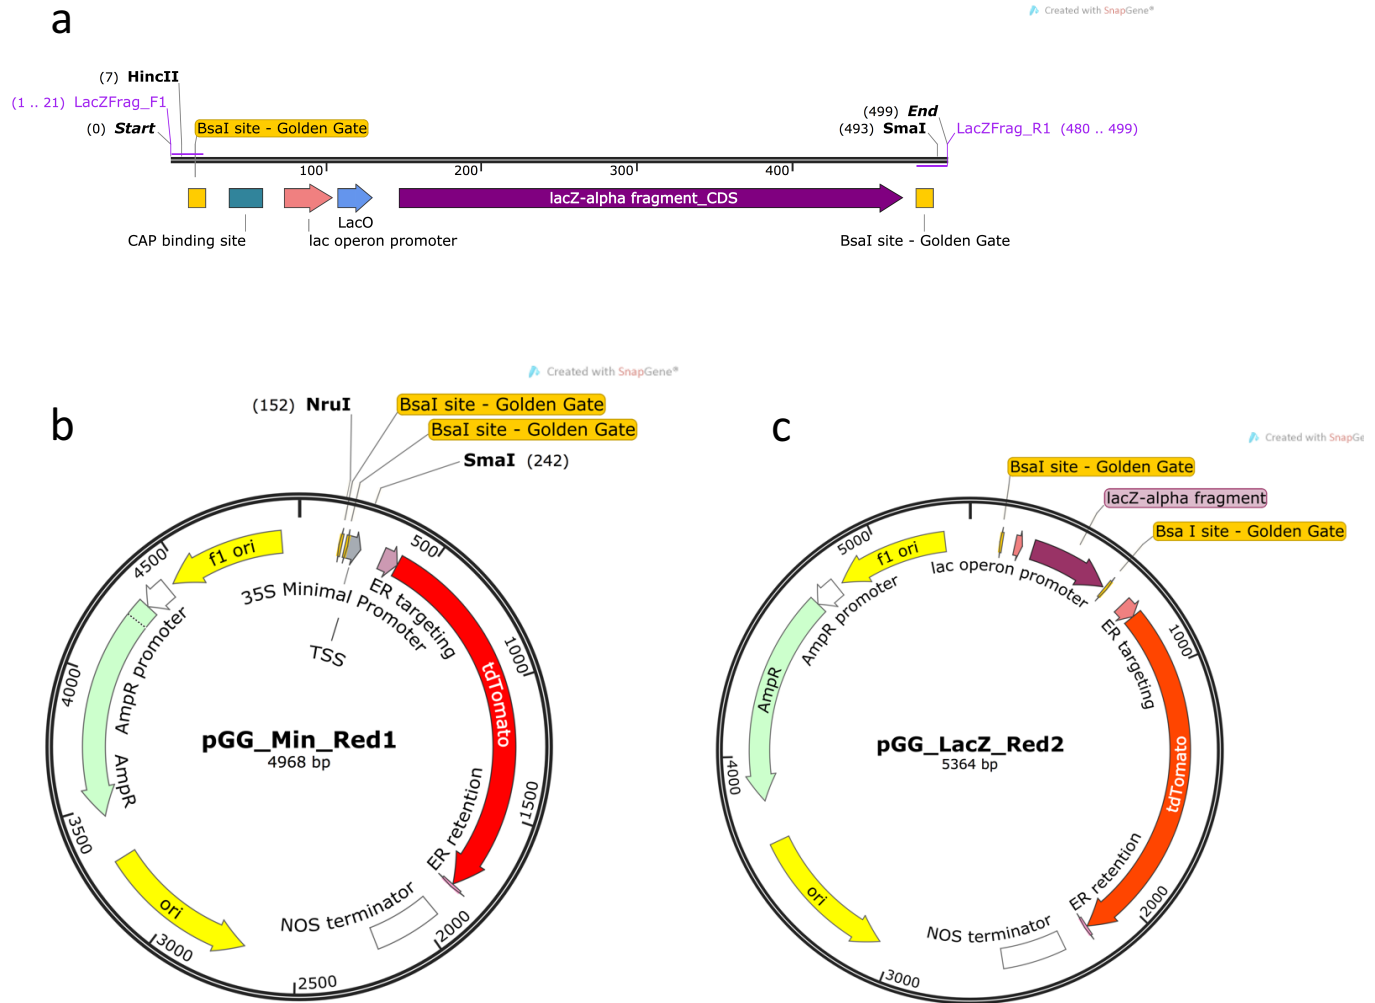 a
Created with SnapGene®
(7) HincII
(1 .. 21) LacZFrag_F1
(0) Start
BsaI site - Golden Gate
(499) End
(493) SmaI
LacZFrag_R1 (480 .. 499)
100
200
300
400
lacZ-alpha fragment_CDS
LacO
CAP binding site
lac operon promoter
BsaI site - Golden Gate
b
Created with SnapGene®
(152) NruI
BsaI site - Golden Gate
BsaI site - Golden Gate
SmaI (242)
500
1000
1500
2000
2500
3000
3500
4000
4500
f1 ori
35S Minimal Promoter
TSS
ER targeting
tdTomato
ER retention
NOS terminator
ori
AmpR
AmpR promoter
pGG_Min_Red1
4968 bp
c
Created with SnapGe
BsaI site - Golden Gate
lacZ-alpha fragment
Bsa I site - Golden Gate
1000
2000
3000
4000
5000
f1 ori
lac operon promoter
AmpR promoter
AmpR
ER targeting
tdTomato
ER retention
NOS terminator
ori
pGG_LacZ_Red2
5364 bp